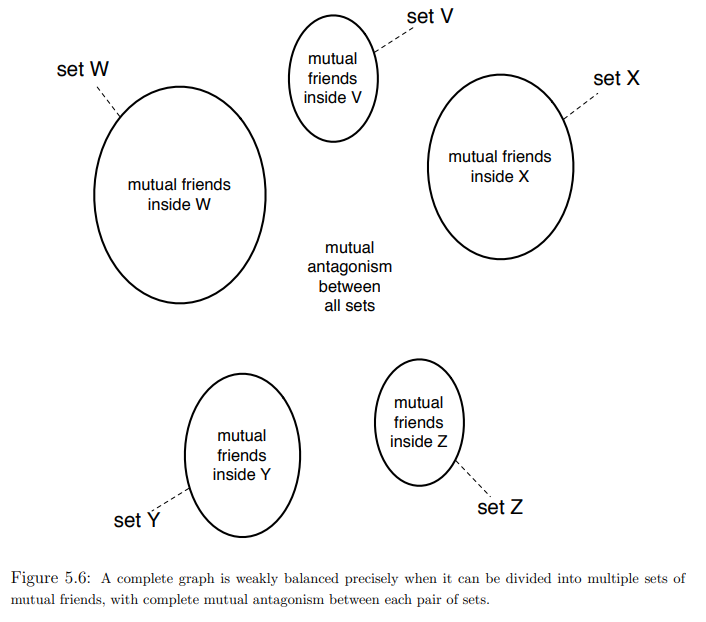 set V
set W
set X
mutual
friends
inside V
mutual friends
inside X
mutual friends
inside W
mutual
antagonism
between
all sets
mutual
friends
inside Z
mutual
friends
inside Y
set Z
set Y
Figure 5.6: A complete graph is weakly balanced precisely when it can be divided into multiple sets of
mutual friends, with complete mutual antagonism between each pair of sets.